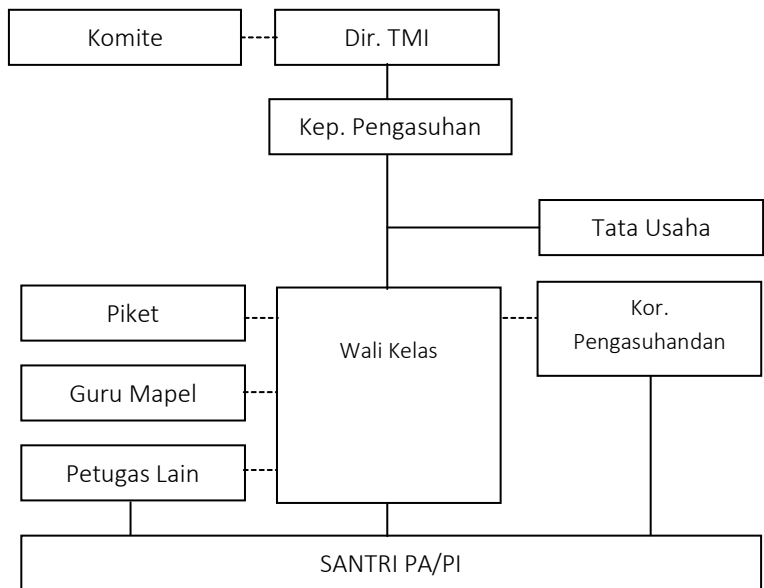 Komite
Dir. TMI
Kep. Pengasuhan
Tata Usaha
Piket
Wali Kelas
Kor.
Pengasuhandan
Guru Mapel
Petugas Lain
SANTRI PA/PI